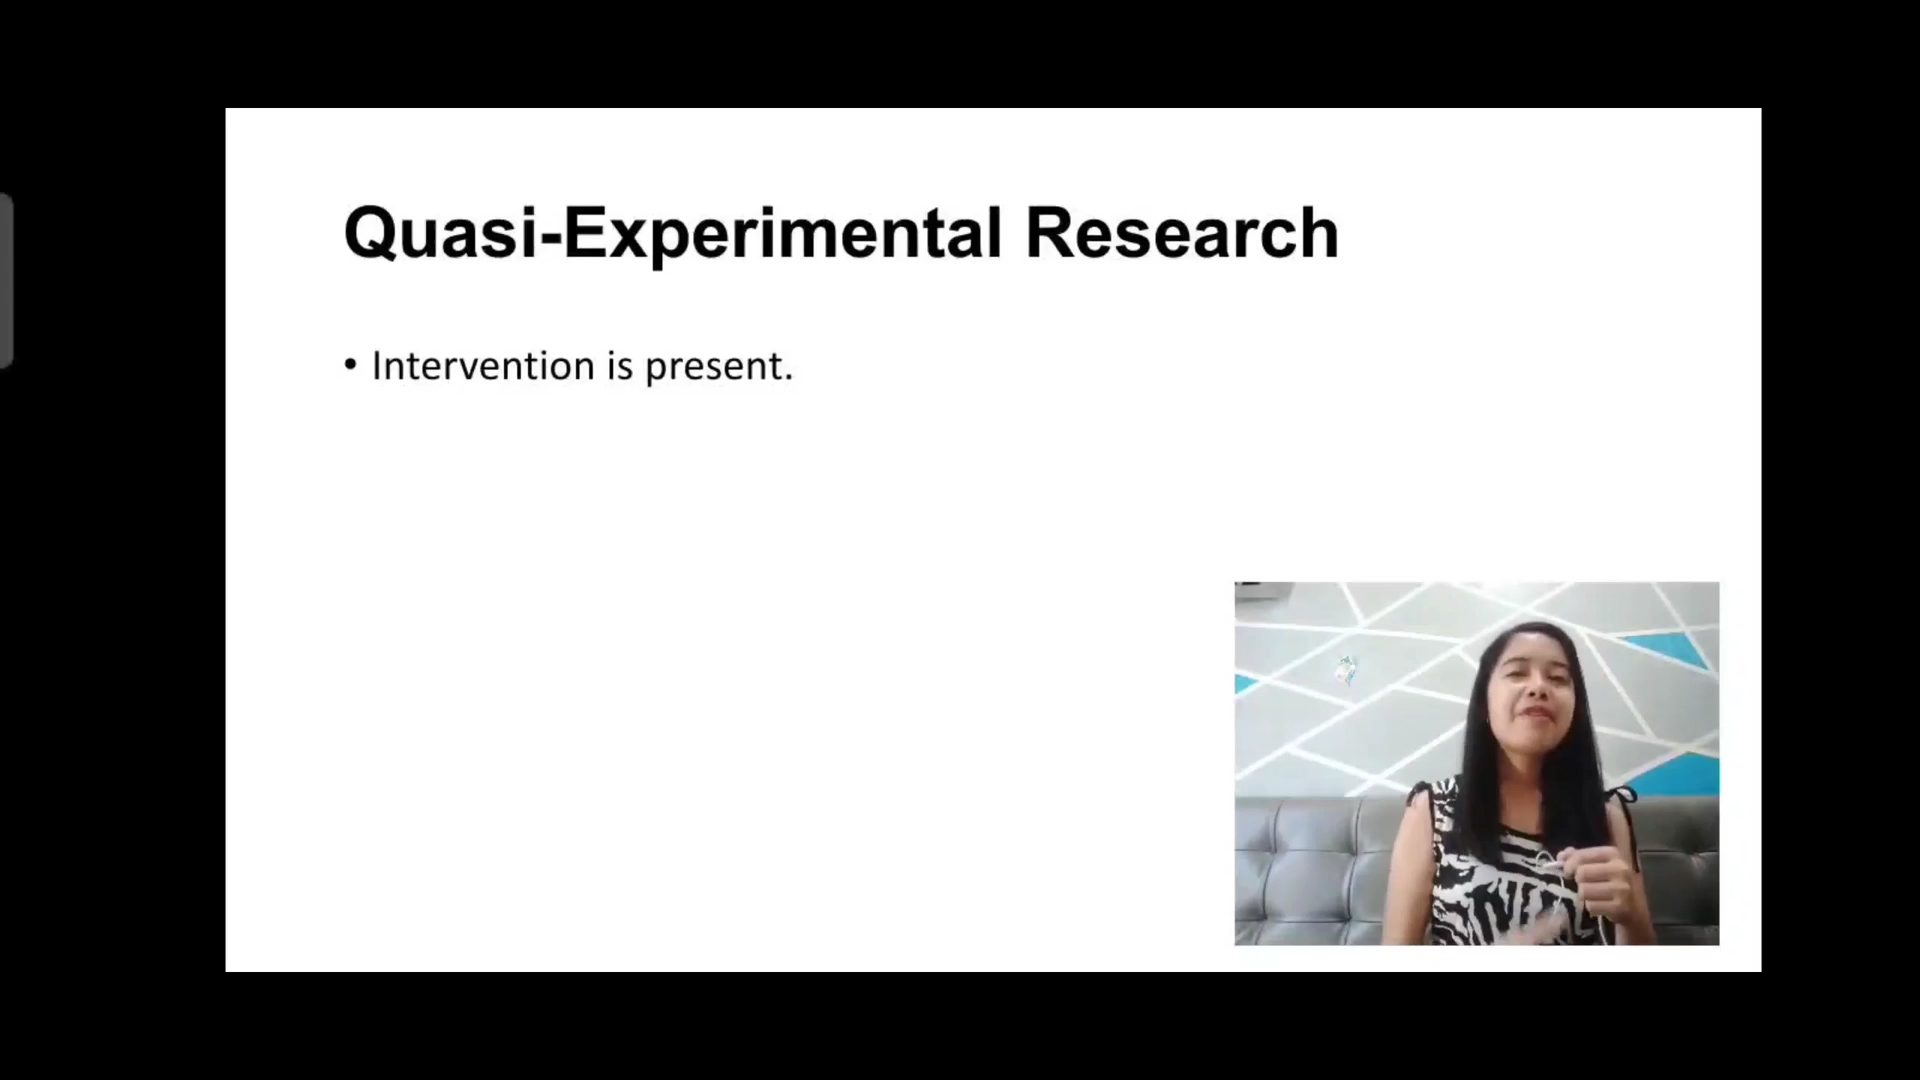 Quasi-Experimental Research
• Intervention is present.